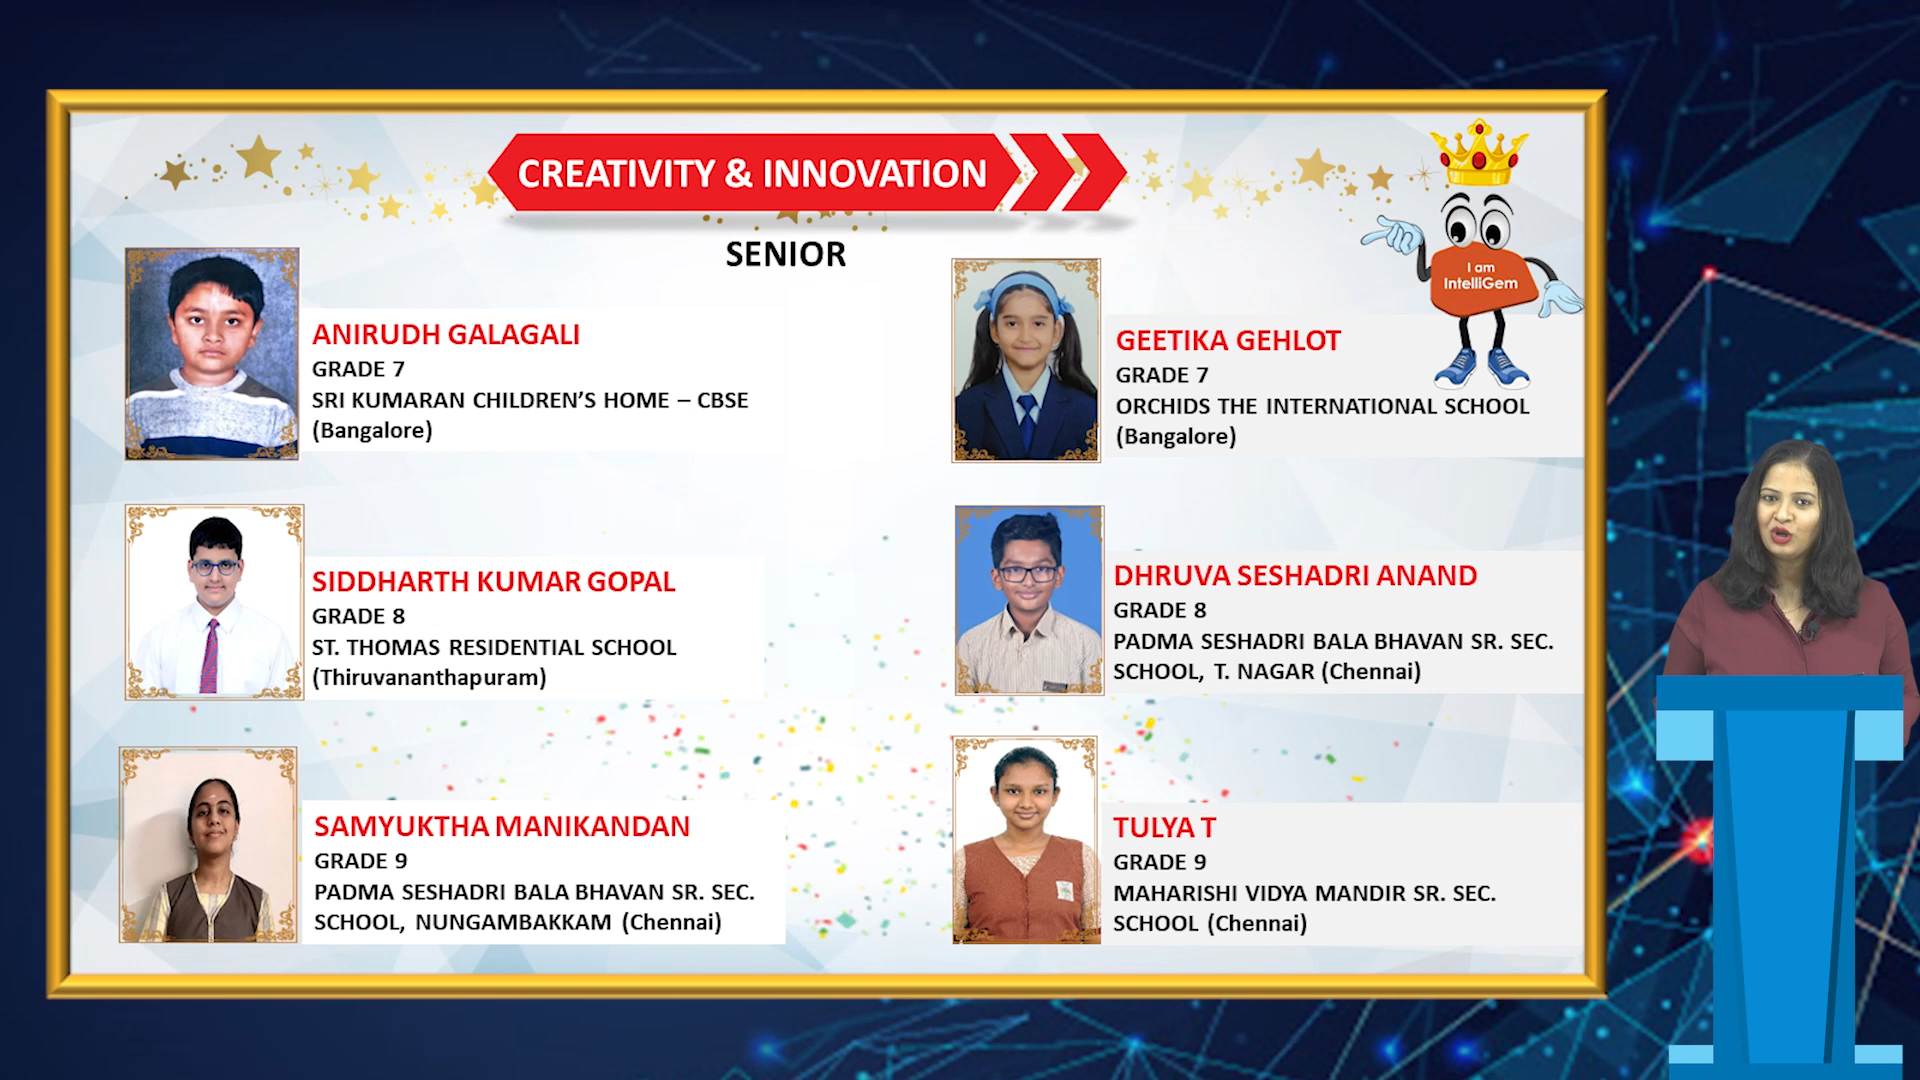 CREATIVITY & INNOVATION
SENIOR
I am
IntelliGem
ANIRUDH GALAGALI
GRADE 7
SRI KUMARAN CHILDREN'S HOME – CBSE
(Bangalore)
GEETIKA GEHLOT
GRADE 7
ORCHIDS THE INTERNATIONAL SCHOOL
(Bangalore)
SIDDHARTH KUMAR GOPAL
GRADE 8
ST. THOMAS RESIDENTIAL SCHOOL
(Thiruvananthapuram)
DHRUVA SESHADRI ANAND
GRADE 8
PADMA SESHADRI BALA BHAVAN SR. SEC.
SCHOOL, T. NAGAR (Chennai)
SAMYUKTHA MANIKANDAN
GRADE 9
PADMA SESHADRI BALA BHAVAN SR. SEC.
SCHOOL, NUNGAMBAKKAM (Chennai)
TULYA T
GRADE 9
MAHARISHI VIDYA MANDIR SR. SEC.
SCHOOL (Chennai)